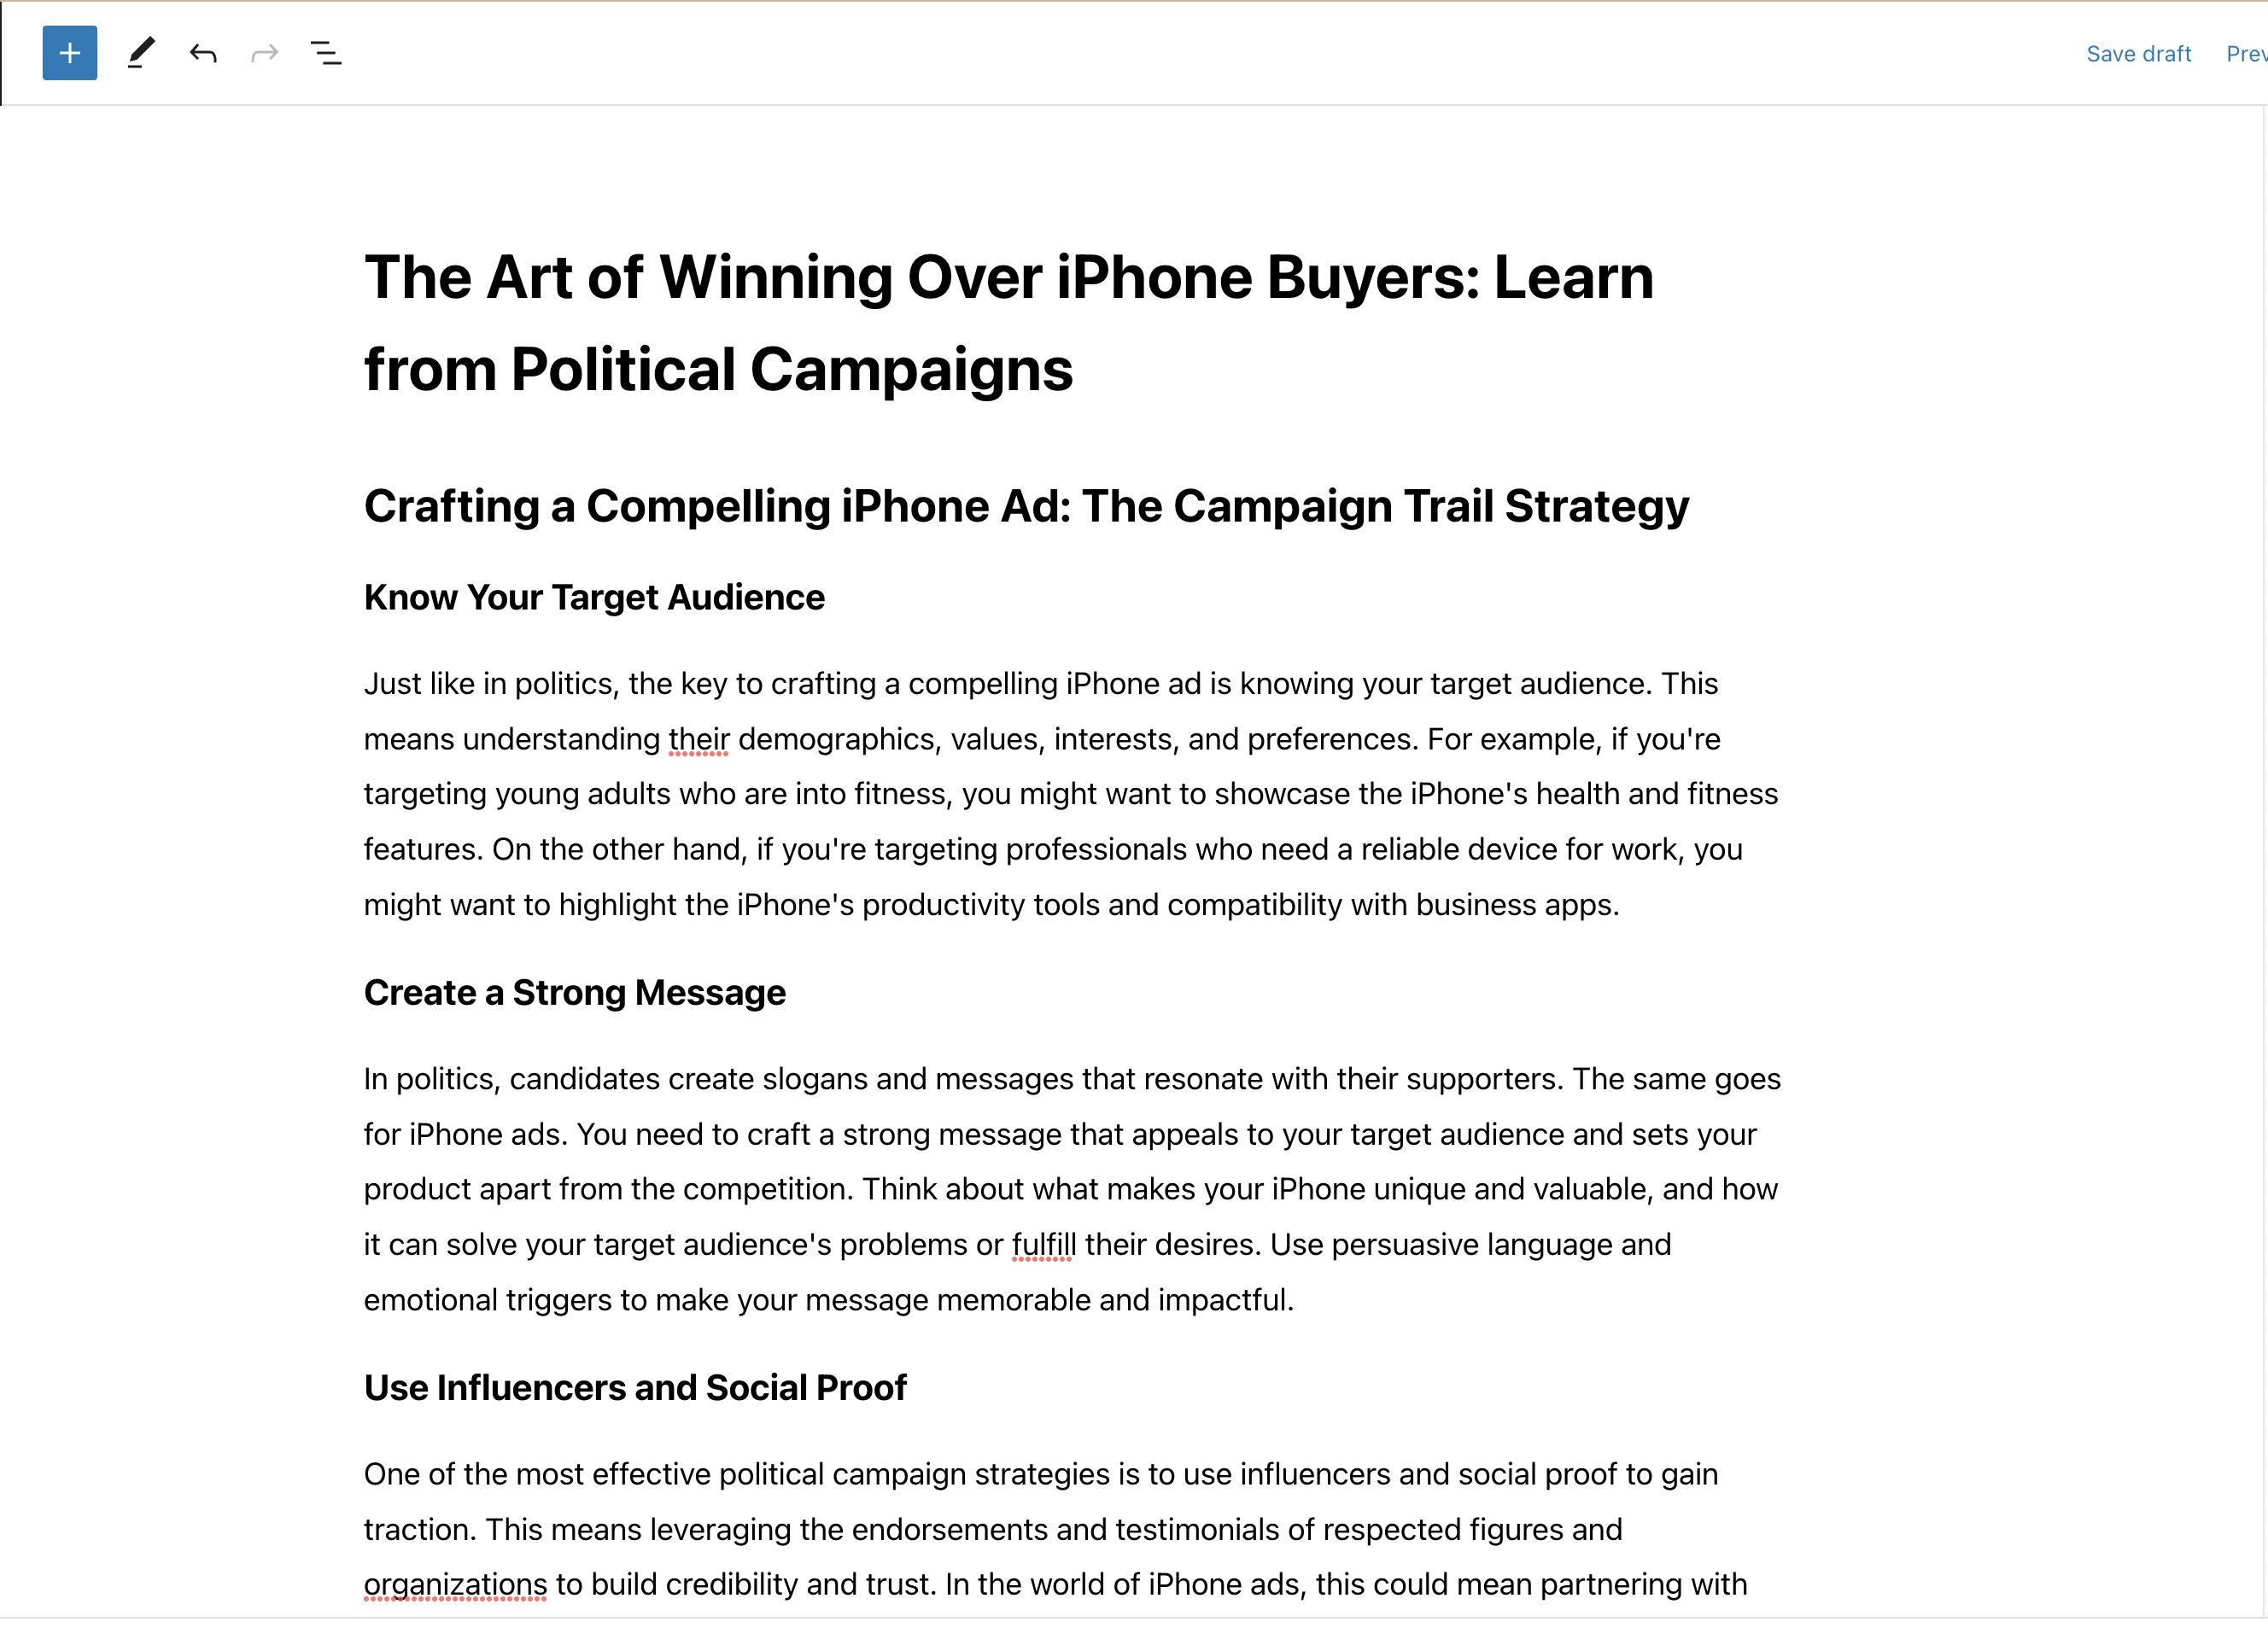 Save draft
The Art of Winning Over iPhone Buyers: Learn
from Political Campaigns
Crafting a Compelling iPhone Ad: The Campaign Trail Strategy
Know Your Target Audience
Just like in politics, the key to crafting a compelling iPhone ad is knowing your target audience. This
means understanding their demographics, values, interests, and preferences. For example, if you're
targeting young adults who are into fitness, you might want to showcase the iPhone's health and fitness
features. On the other hand, if you're targeting professionals who need a reliable device for work, you
might want to highlight the iPhone's productivity tools and compatibility with business apps.
Create a Strong Message
In politics, candidates create slogans and messages that resonate with their supporters. The same goes
for iPhone ads. You need to craft a strong message that appeals to your target audience and sets your
product apart from the competition. Think about what makes your iPhone unique and valuable, and how
it can solve your target audience's problems or fulfill their desires. Use persuasive language and
emotional triggers to make your message memorable and impactful.
Use Influencers and Social Proof
One of the most effective political campaign strategies is to use influencers and social proof to gain
traction. This means leveraging the endorsements and testimonials of respected figures and
organizations to build credibility and trust. In the world of iPhone ads, this could mean partnering with